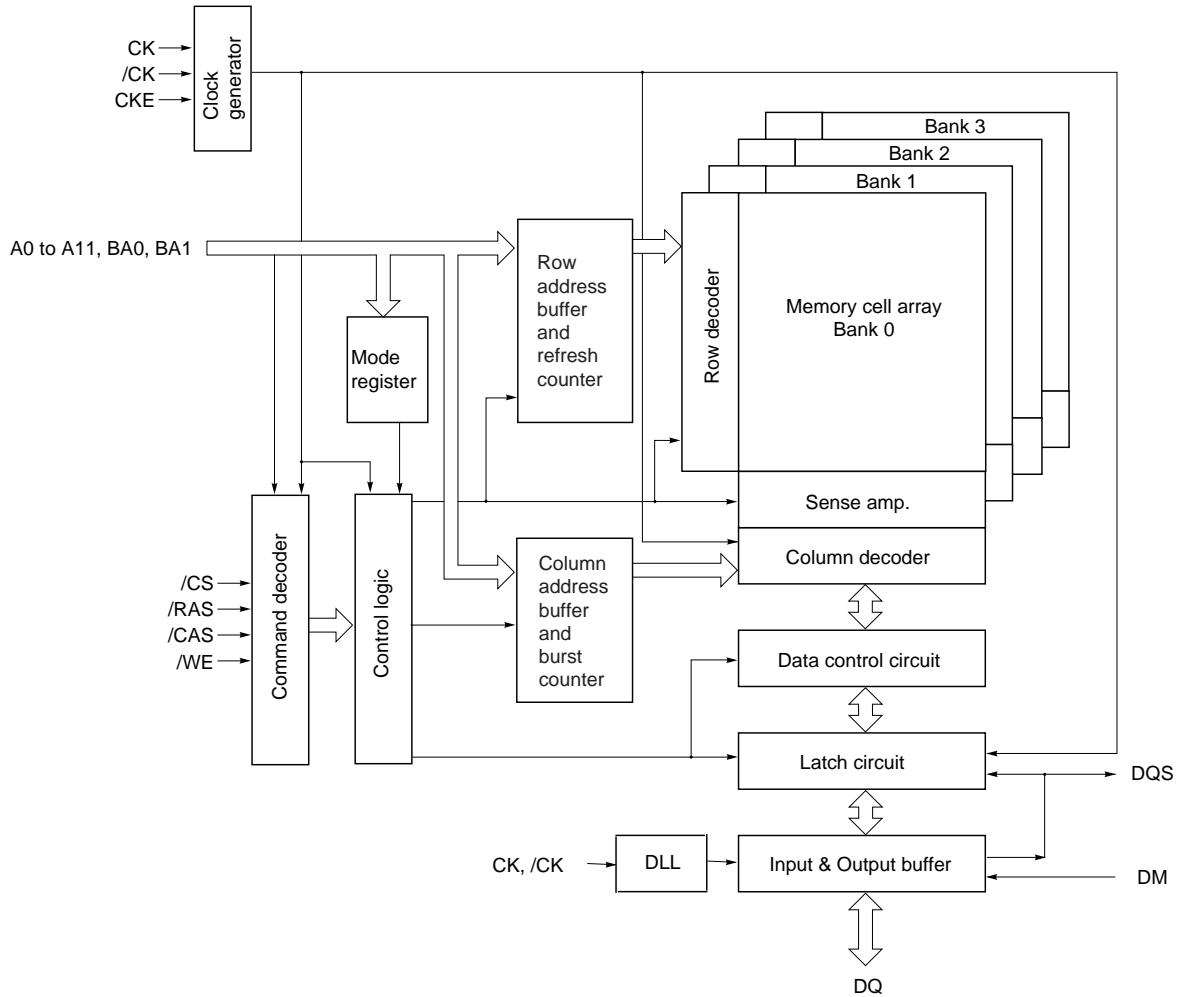 CK
/CK
CKE
Clock
generator
Bank 3
Bank 2
Bank 1
A0 to A11, BA0, BA1
Mode
register
Row
address
buffer
and
refresh
counter
Row decoder
Memory cell array
Bank 0
Sense amp.
Column decoder
/CS
/RAS
/CAS
/WE
Command decoder
Control logic
Column
address
buffer
and
burst
counter
Data control circuit
Latch circuit
DQS
CK, /CK
DLL
Input & Output buffer
DM
DQ